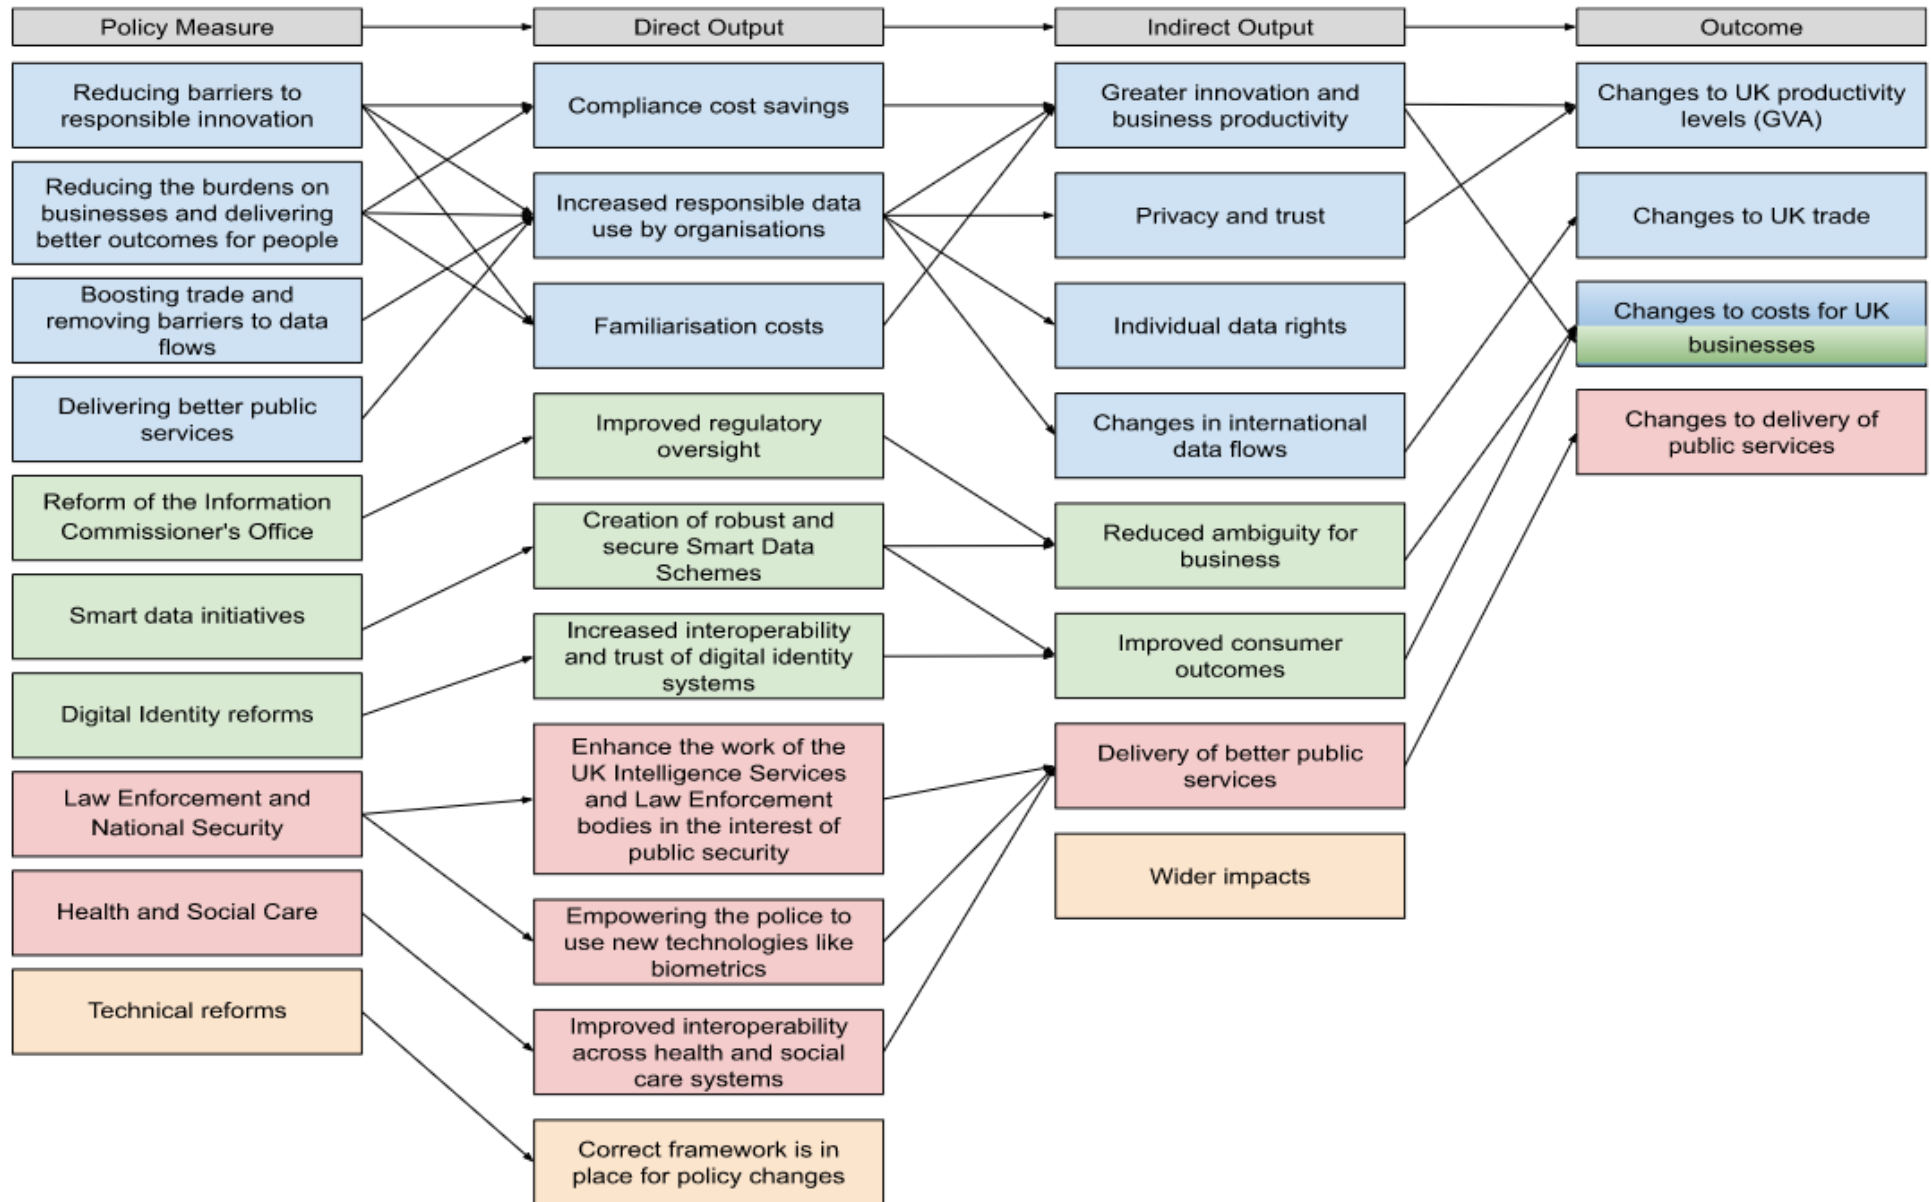 Policy Measure
Direct Output
Indirect Output
Outcome
Reducing barriers to
responsible innovation
Reducing the burdens on
businesses and delivering
better outcomes for people
Boosting trade and
removing barriers to data
flows
Delivering better public
services
Reform of the Information
Commissioner's Office
Smart data initiatives
Digital Identity reforms
Law Enforcement and
National Security
Health and Social Care
Technical reforms
Compliance cost savings
Increased responsible data
use by organisations
Familiarisation costs
Improved regulatory
oversight
Creation of robust and
secure Smart Data
Schemes
Increased interoperability
and trust of digital identity
systems
Enhance the work of the
UK Intelligence Services
and Law Enforcement
bodies in the interest of
public security
Empowering the police to
use new technologies like
biometrics
Improved interoperability
across health and social
care systems
Correct framework is in
place for policy changes
Greater innovation and
business productivity
Privacy and trust
Individual data rights
Changes in international
data flows
Reduced ambiguity for
business
Improved consumer
outcomes
Delivery of better public
services
Wider impacts
Changes to UK productivity
levels (GVA)
Changes to UK trade
Changes to costs for UK
businesses
Changes to delivery of
public services